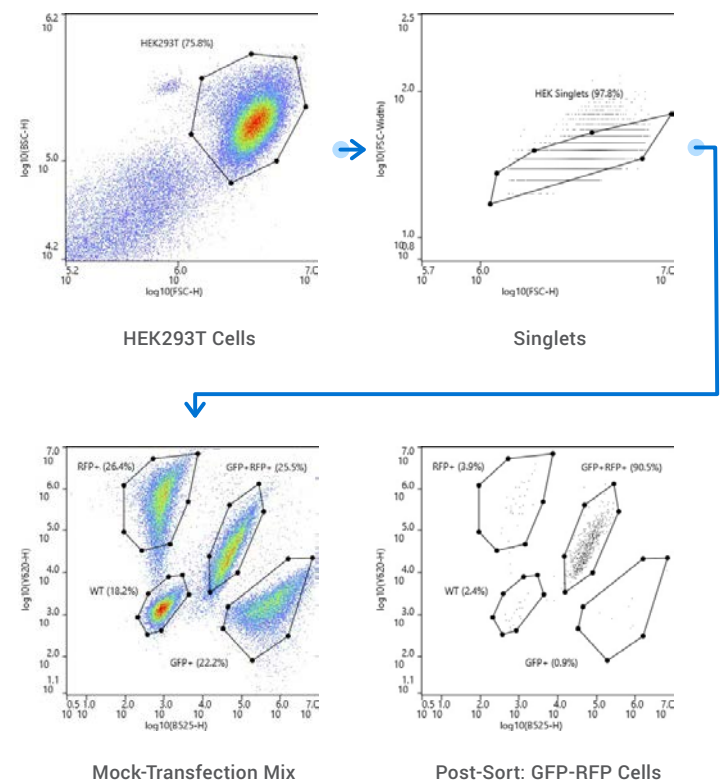 6.2
10
HEK293T (75.8%)
log10(BSC-H)
5.0
10
4.2
10
5.2
10
6.0
10
7.0
10
log10(FSC-H)
HEK293T Cells
2.5
10
2.0
10
HEK Singlets (97.8%)
log10(FSC-Width)
1.0
10
0.8
10
5.7
10
6.0
10
7.0
10
log10(FSC-H)
Singlets
7.0
10
RFP+ (26.4%)
GFP+RFP+ (25.5%)
6.0
10
5.0
10
log10(Y620-H)
4.0
10
WT (18.2%)
3.0
10
2.0
10
GFP+ (22.2%)
1.1
10
0.5 1.0 2.0 3.0 4.0 5.0 6.0 7.0
10 10 10 10 10 10 10 10
log10(B525-H)
Mock-Transfection Mix
7.0
10
RFP+ (3.9%)
GFP+RFP+ (90.5%)
6.0
10
5.0
10
log10(Y620-H)
4.0
10
WT (2.4%)
3.0
10
2.0
10
GFP+ (0.9%)
1.1
10
0.5 1.0 2.0 3.0 4.0 5.0 6.0 7.0
10 10 10 10 10 10 10 10
log10(B525-H)
Post-Sort: GFP-RFP Cells